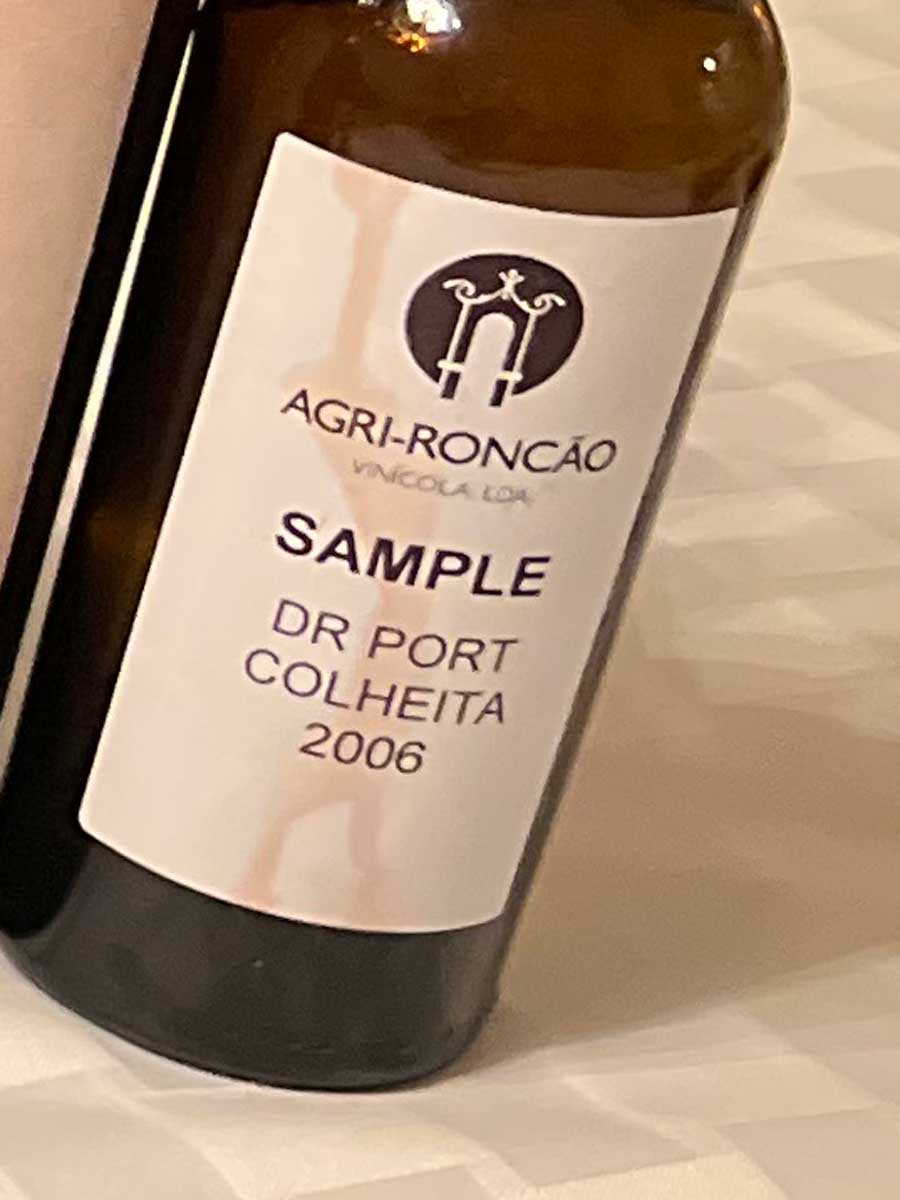 AGRI-RONCÃO
VINÍCOLA LDA.
SAMPLE
DR PORT
COLHEITA
2006